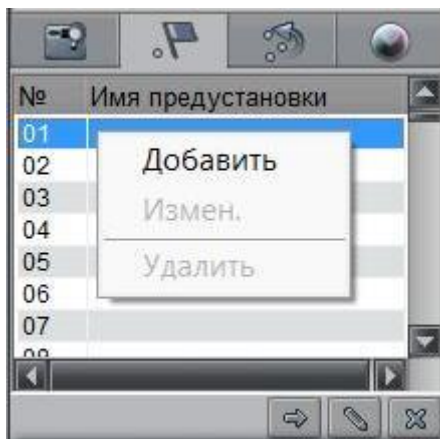 № Имя предустановки
01
02 Добавить
03
04 Измен.
05
06 Удалить
07